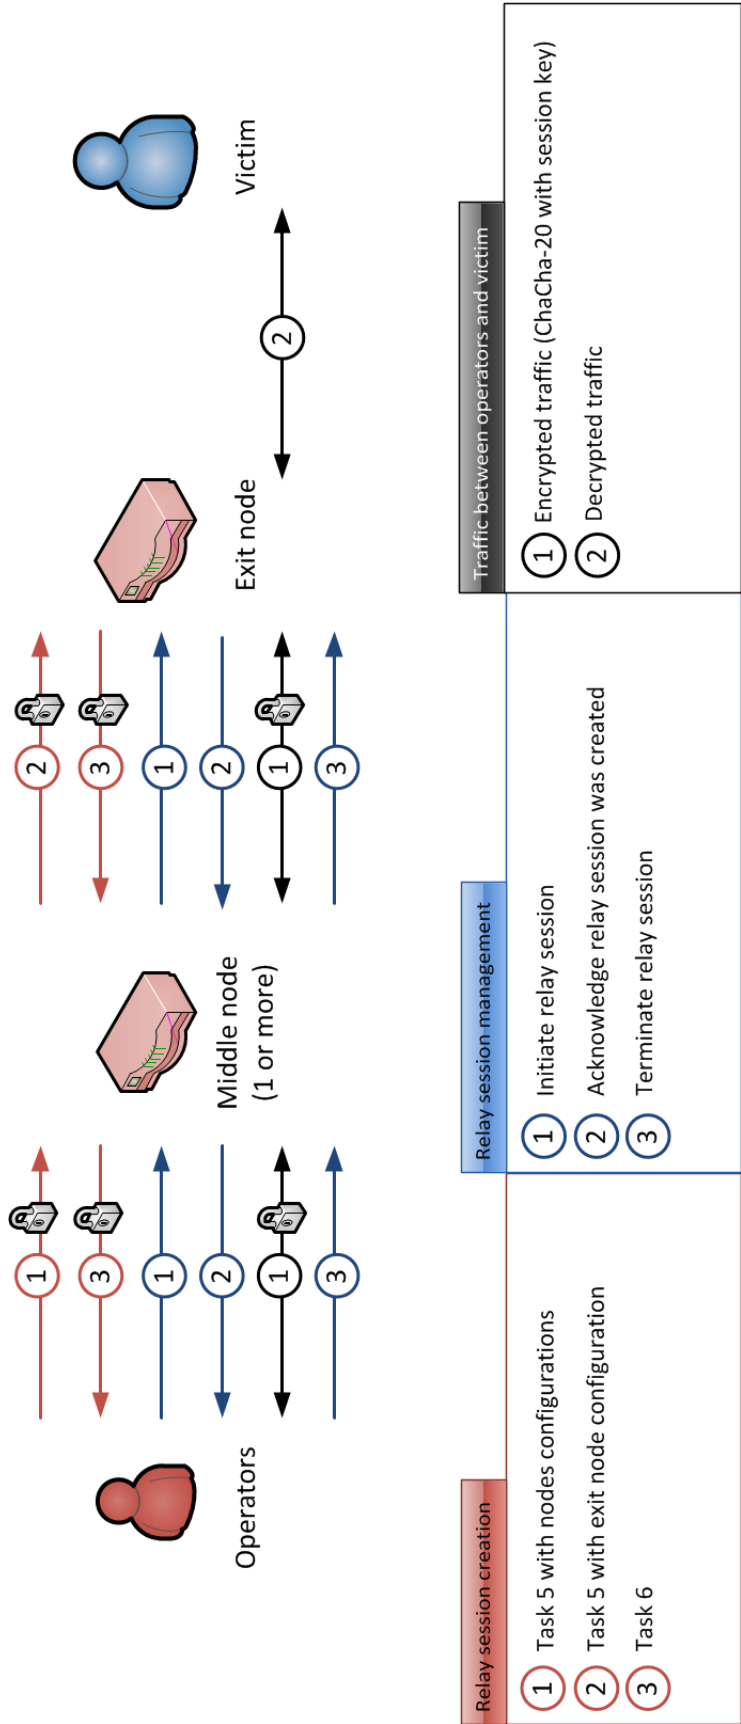 1
2
3
3
1
1
2
2
1
1
3
3
2
Operators
Middle node
(1 or more)
Exit node
Victim
Relay session creation
1 Task 5 with nodes configurations
2 Task 5 with exit node configuration
3 Task 6
Relay session management
1 Initiate relay session
2 Acknowledge relay session was created
3 Terminate relay session
Traffic between operators and victim
1 Encrypted traffic (ChaCha-20 with session key)
2 Decrypted traffic